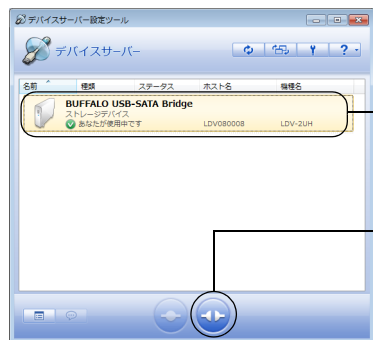 デバイスサーバー設定ツール
デバイスサーバー
?
名前 種類 ステータス ホスト名 機種名
BUFFALO USB-SATA Bridge
ストレージデバイス
あなたが使用中です LDV080008 LDV-2UH